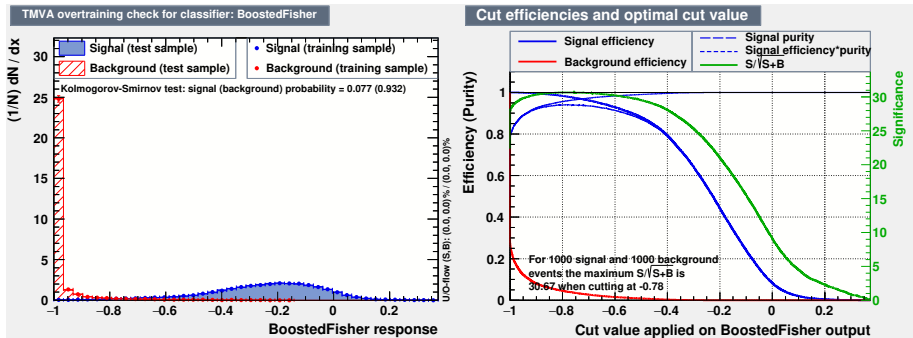 TMVA overtraining check for classifier: BoostedFisher
Signal (test sample)
Background (test sample)
Signal (training sample)
Background (training sample)
Kolmogorov-Smirnov test: signal (background) probability = 0.077 (0.932)
(1/N) dN / dx
30
25
20
15
10
5
0
−1
−0.8
−0.6
−0.4
−0.2
0
0.2
BoostedFisher response
U/O-flow (S,B): (0.0, 0.0)% / (0.0, 0.0)%
Cut efficiencies and optimal cut value
Signal efficiency
Background efficiency
Signal purity
Signal efficiency*purity
S/√S+B
Efficiency (Purity)
1
0.8
0.6
0.4
0.2
0
For 1000 signal and 1000 background
events the maximum S/√S+B is
30.67 when cutting at -0.78
−1
−0.8
−0.6
−0.4
−0.2
0
0.2
Cut value applied on BoostedFisher output
30
25
20
15
10
5
0
Significance